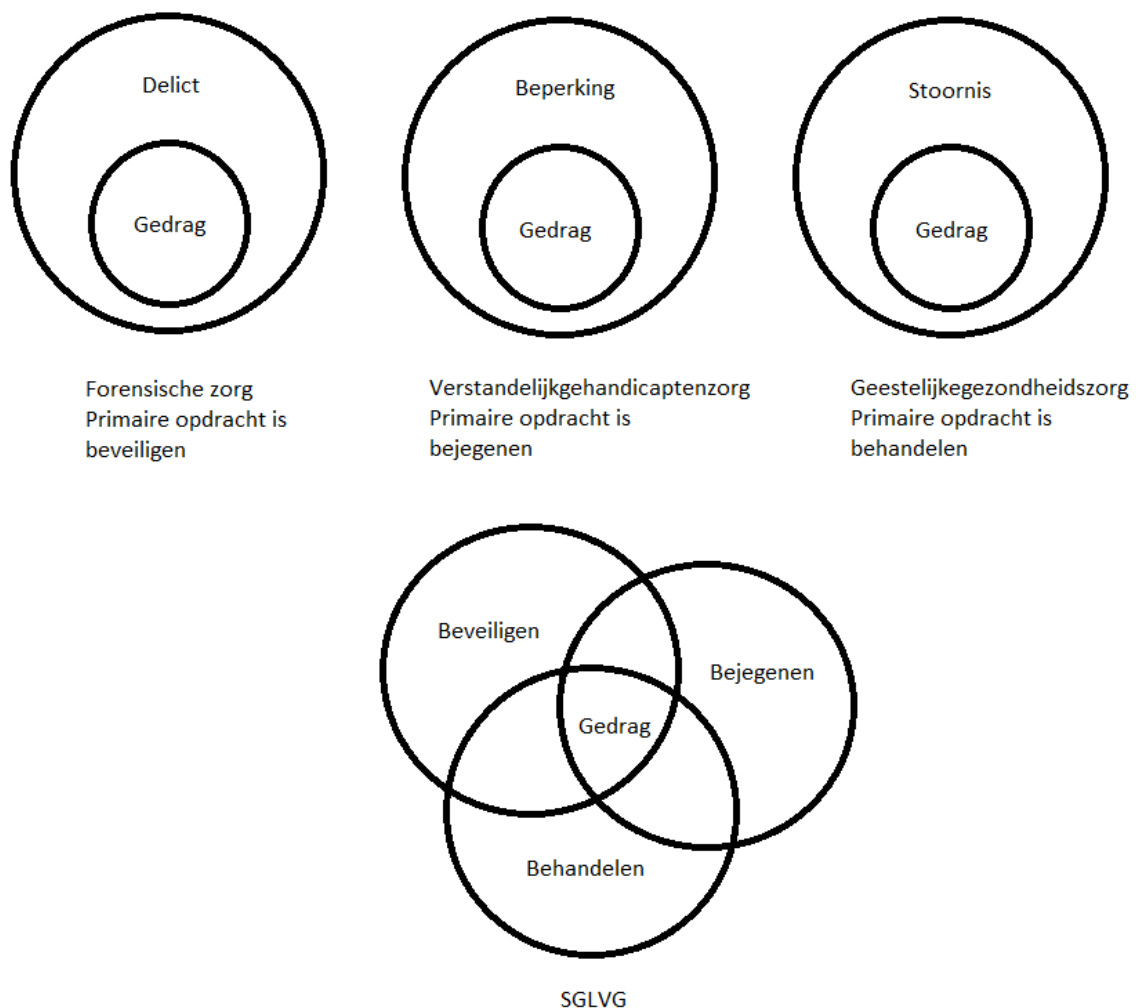 Delict
Gedrag
Beperking
Gedrag
Stoornis
Gedrag
Forensische zorg
Primaire opdracht is
beveiligen
Verstandelijkgehandicaptenzorg
Primaire opdracht is
bejegenen
Geestelijkegezondheidszorg
Primaire opdracht is
behandelen
Beveiligen
Bejegenen
Gedrag
Behandelen
SGLVG